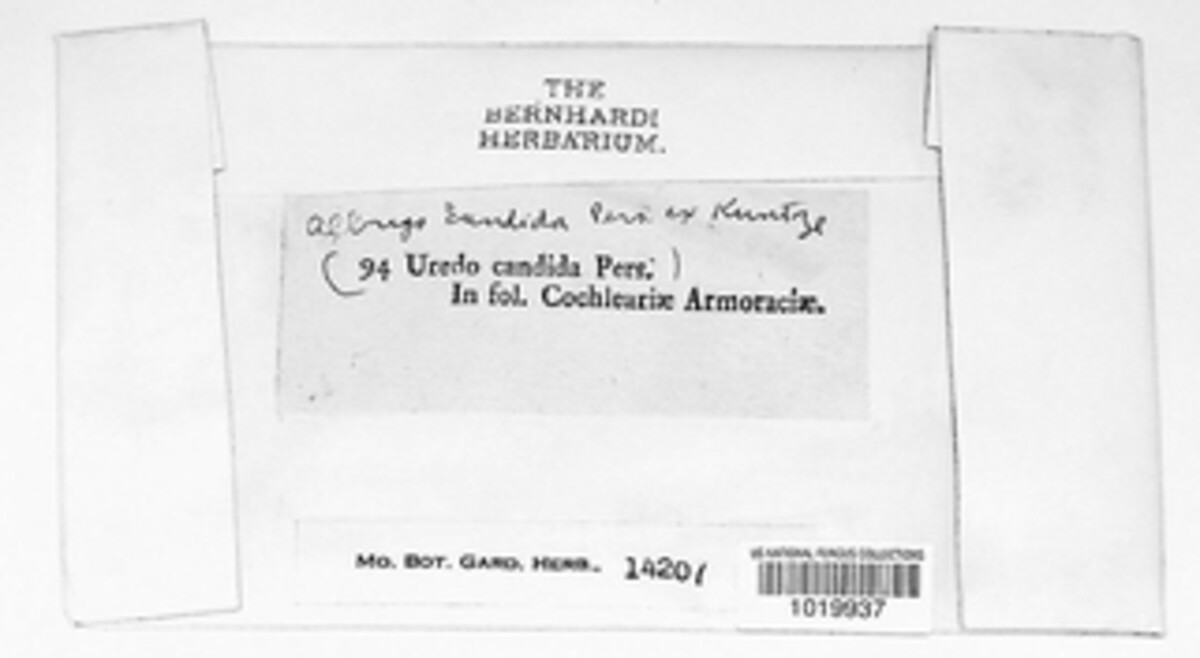 THE
BERNHARDI
HERBARIUM.
Albugo candida Pers ex Kuntze
(94 Uredo candida Pers.)
In fol. Cochleariæ Armoraciæ.
MO. BOT. GARD. HERB. 14201
US NATIONAL FUNGUS COLLECTIONS
1019937